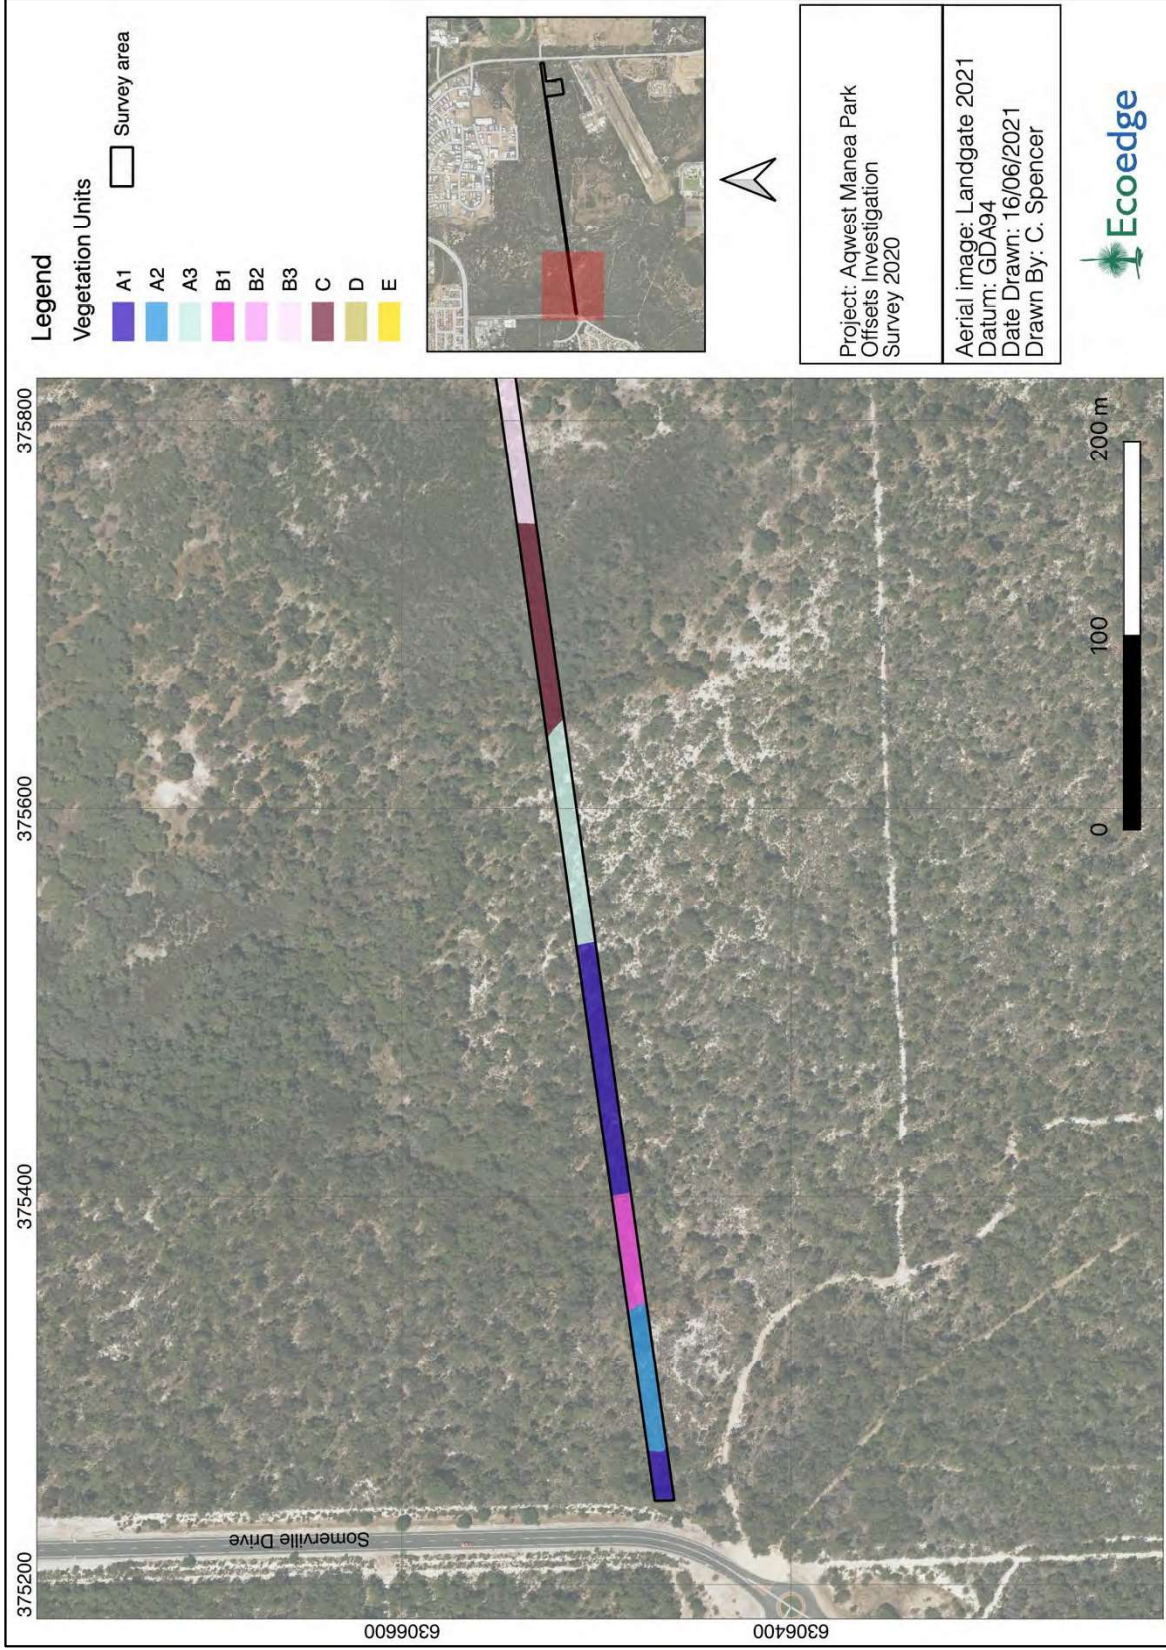 Legend
Vegetation Units
A1
A2
A3
B1
B2
B3
C
D
E
Survey area
Project: Aqwest Manea Park
Offsets Investigation
Survey 2020
Aerial image: Landgate 2021
Datum: GDA94
Date Drawn: 16/06/2021
Drawn By: C. Spencer
Ecoedge
375200
375400
375600
375800
6306600
6306400
Somerville Drive
0
100
200 m